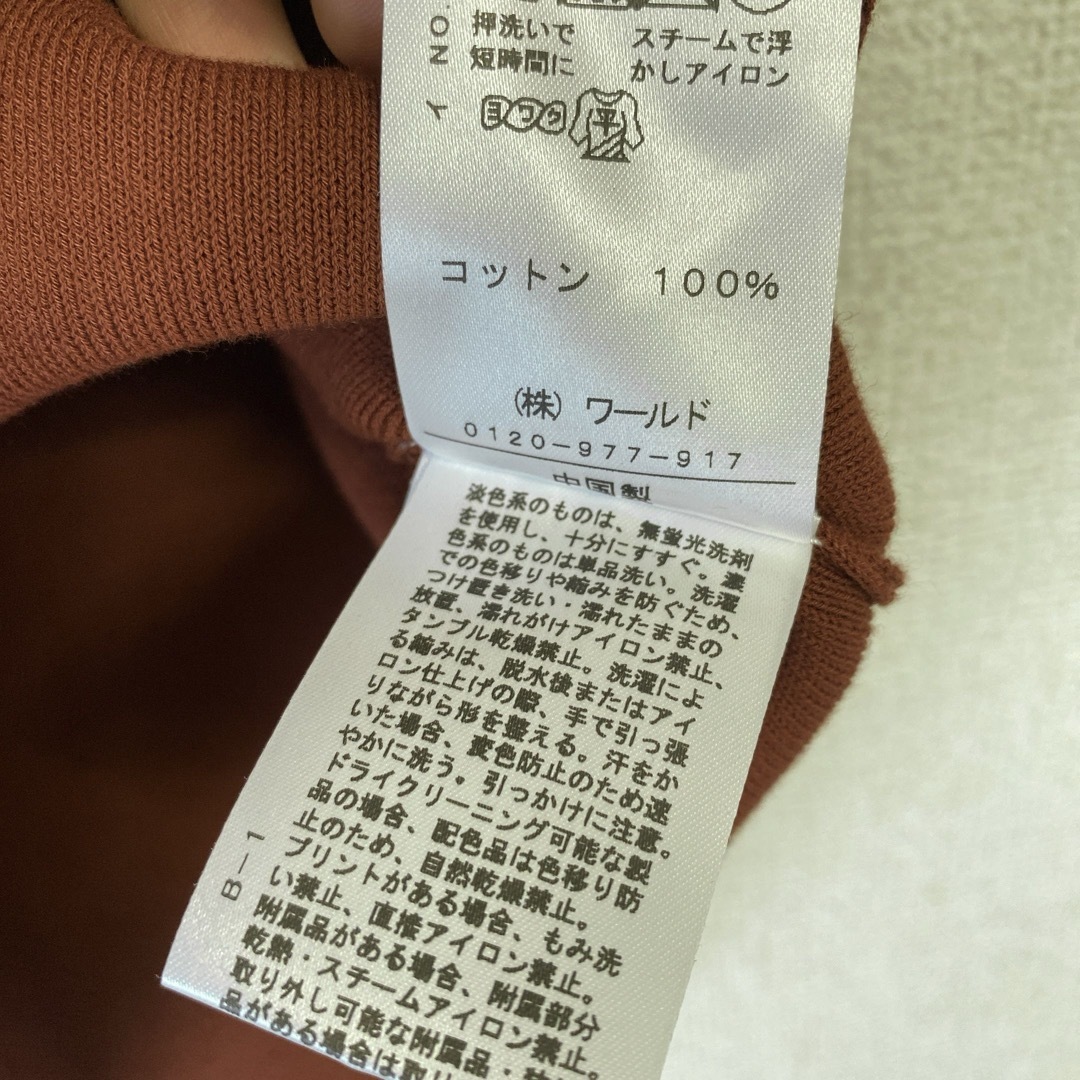 押洗いで スチームで浮
短時間に かしアイロン
ヨワク 平
コットン 100%
(株) ワールド
0120-977-917
中国製
淡色系のものは、無蛍光洗剤
を使用し、十分にすすぐ。濃
色系のものは単品洗い。洗濯
での色移りや縮みを防ぐため、
つけ置き洗い・濡れたままの
放置、濡れがけアイロン禁止、
タンブル乾燥禁止。洗濯によ
る縮みは、脱水後またはアイ
ロン仕上げの際、手で引っ張
りながら形を整える。汗をか
いた場合、変色防止のため速
やかに洗う。引っかけに注意。
ドライクリーニング可能な製
品の場合、配色品は色移り防
止のため、自然乾燥禁止。
プリントがある場合、もみ洗
い禁止、直接アイロン禁止。
附属品がある場合、附属部分
乾熱・スチームアイロン禁止。
取り外し可能な附属品・
品がある場合は取り
B-1